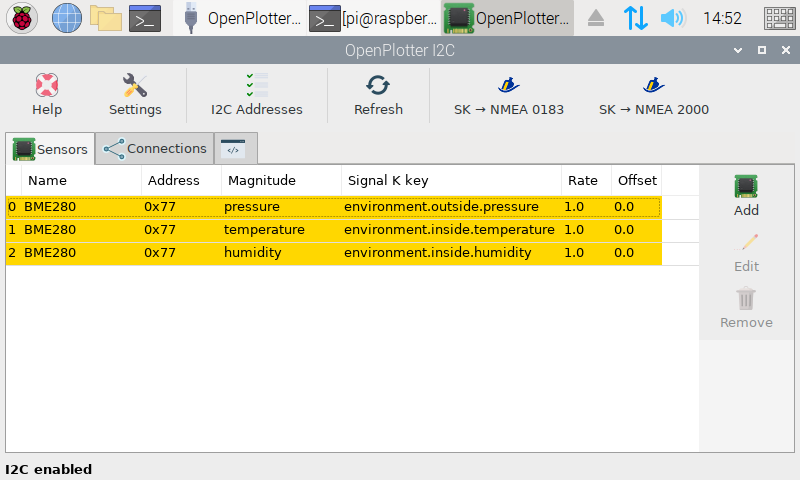 OpenPlotter... [pi@raspber... OpenPlotter... 14:52
OpenPlotter I2C
Help Settings I2C Addresses Refresh SK → NMEA 0183 SK → NMEA 2000
Sensors Connections </>
Name Address Magnitude Signal K key Rate Offset
0 BME280 0x77 pressure environment.outside.pressure 1.0 0.0
1 BME280 0x77 temperature environment.inside.temperature 1.0 0.0
2 BME280 0x77 humidity environment.inside.humidity 1.0 0.0
Add
Edit
Remove
I2C enabled